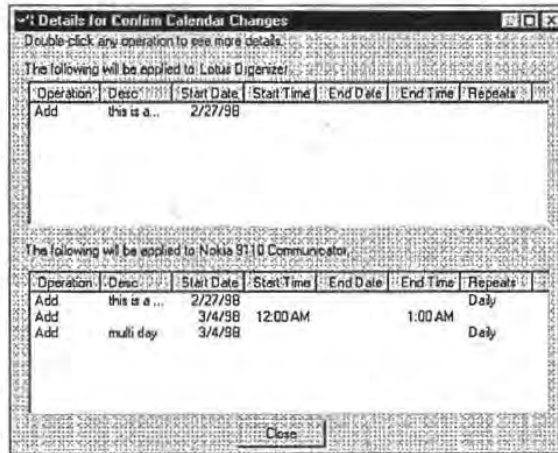 Details for Confirm Calendar Changes
Double-click any operation to see more details.
The following will be applied to Lotus Organizer
Operation Desc Start Date Start Time End Date End Time Repeats
Add this is a... 2/27/98
The following will be applied to Nokia 9110 Communicator.
Operation Desc Start Date Start Time End Date End Time Repeats
Add this is a ... 2/27/98 Daily
Add 3/4/98 12:00 AM 1:00 AM
Add multi day 3/4/98 Daily
Close